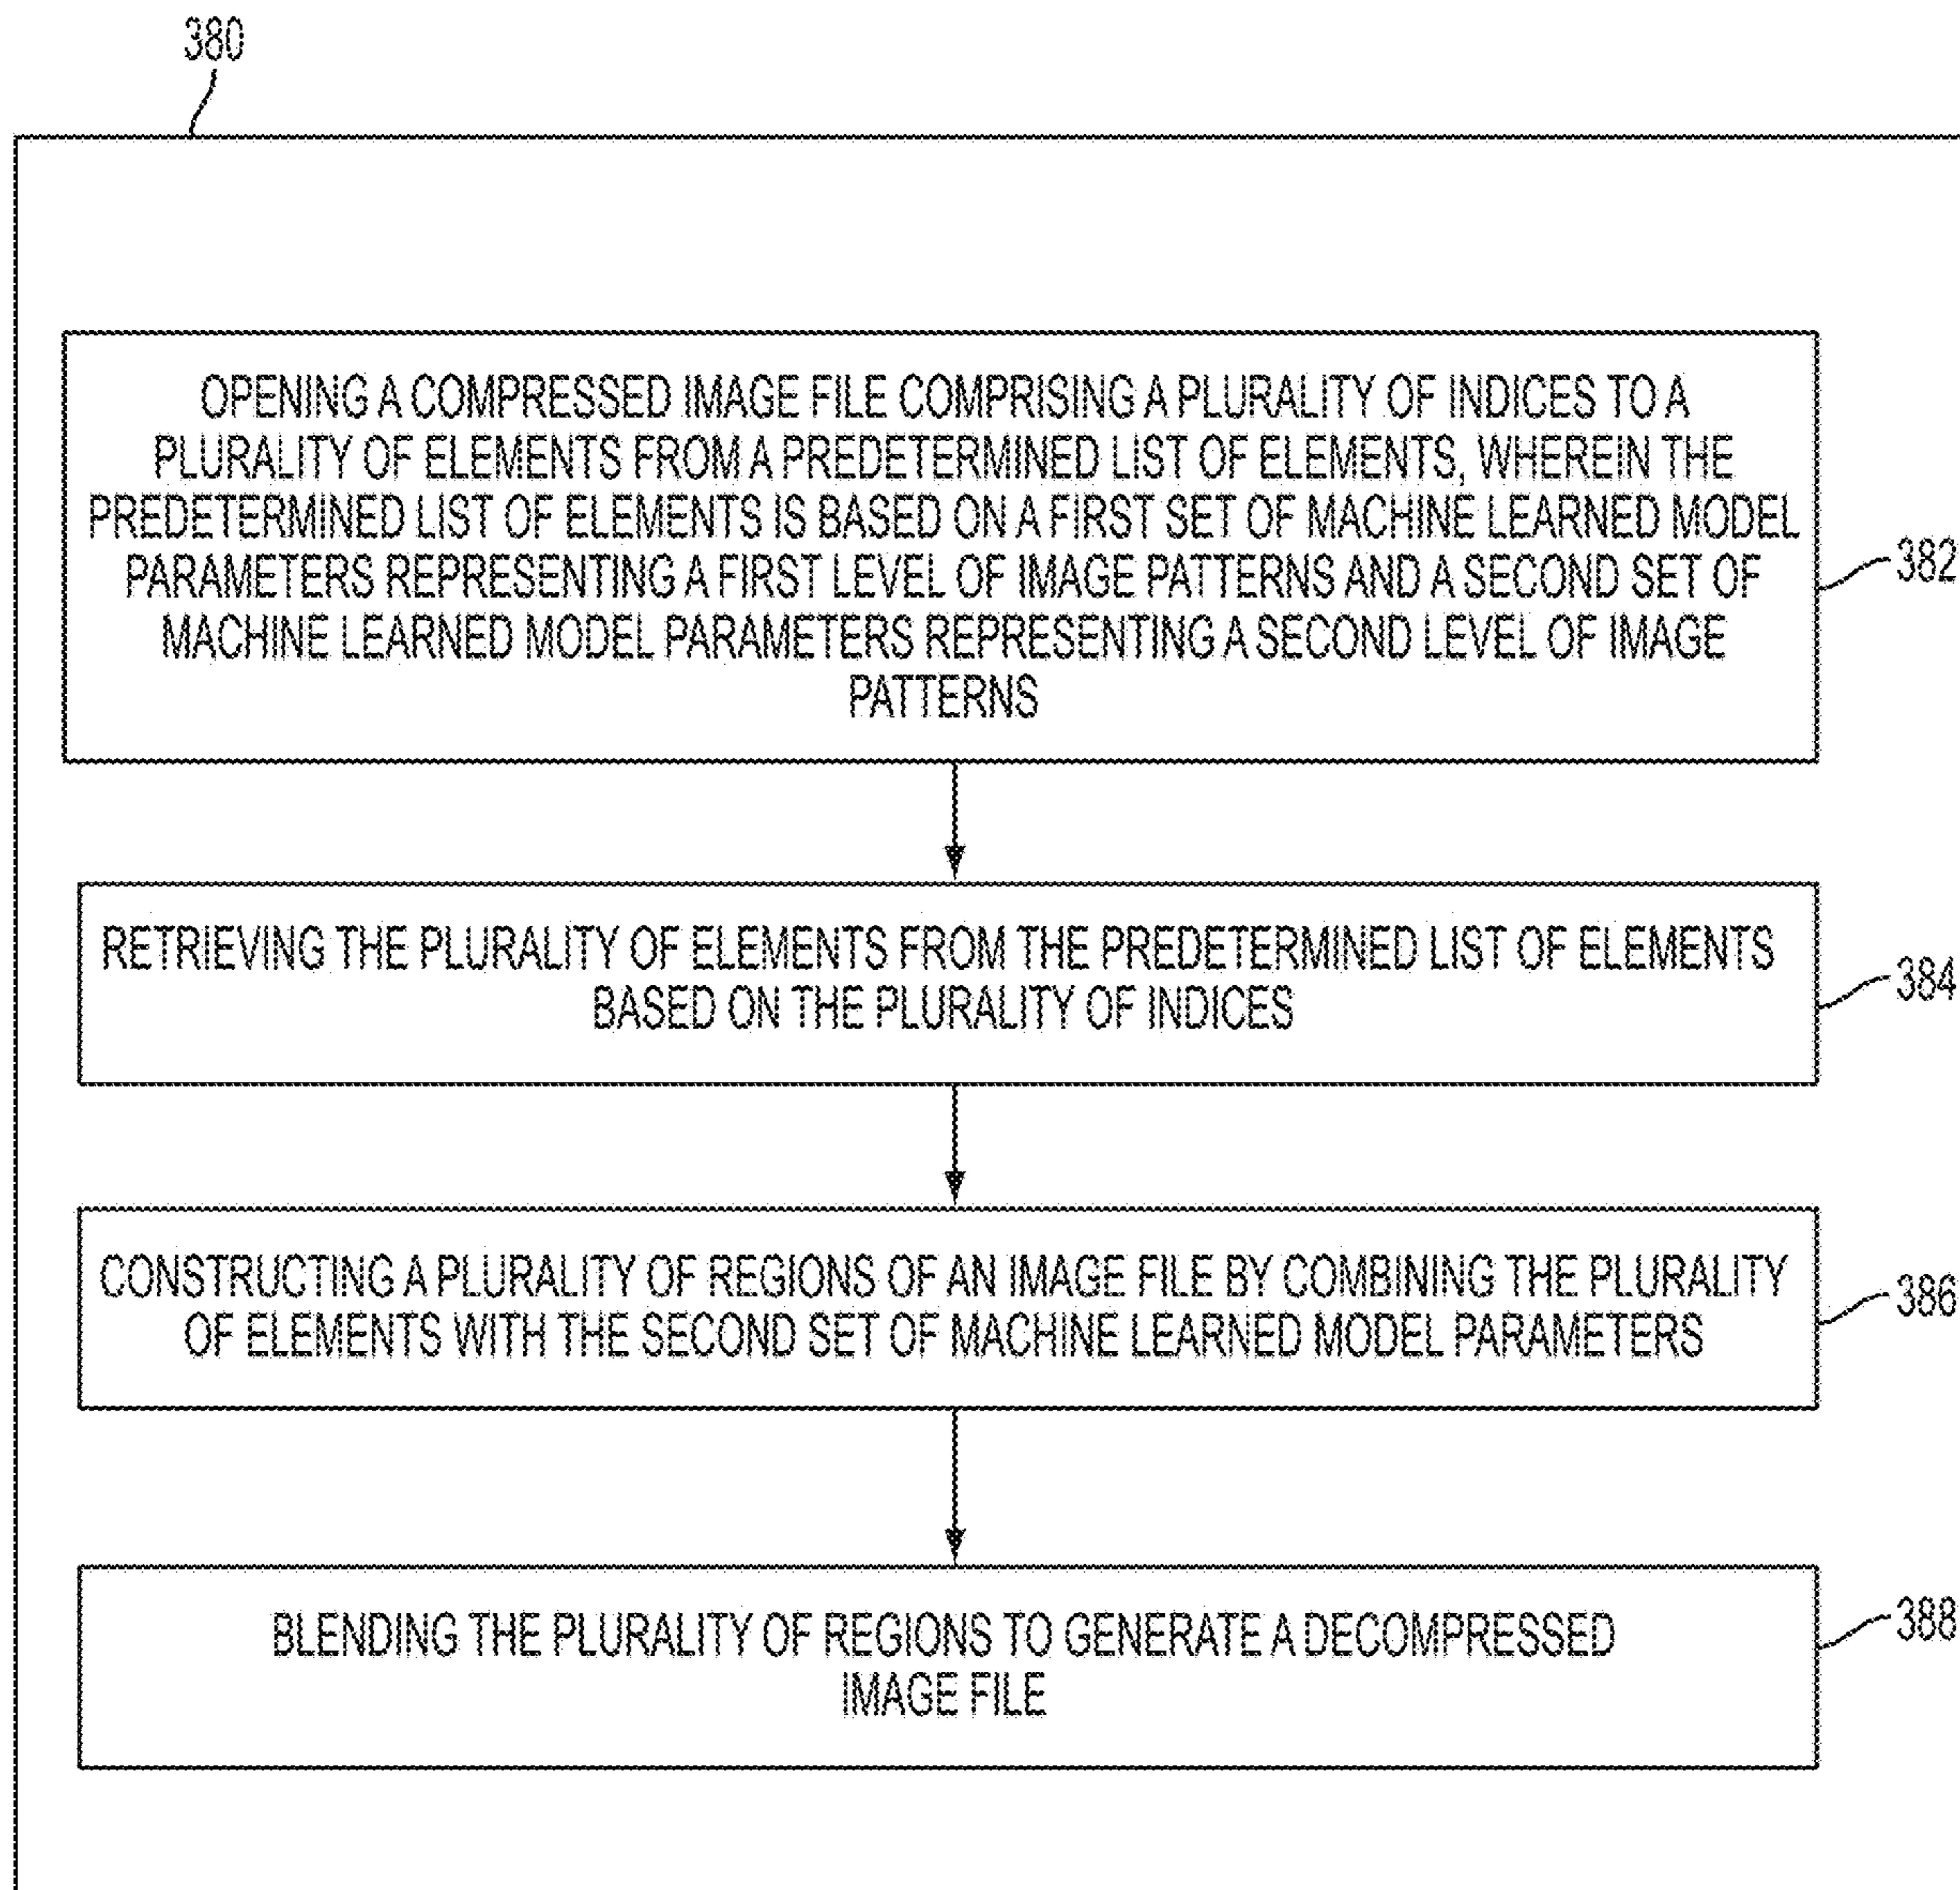 380
OPENING A COMPRESSED IMAGE FILE COMPRISING A PLURALITY OF INDICES TO A
PLURALITY OF ELEMENTS FROM A PREDETERMINED LIST OF ELEMENTS, WHEREIN THE
PREDETERMINED LIST OF ELEMENTS IS BASED ON A FIRST SET OF MACHINE LEARNED MODEL
PARAMETERS REPRESENTING A FIRST LEVEL OF IMAGE PATTERNS AND A SECOND SET OF
MACHINE LEARNED MODEL PARAMETERS REPRESENTING A SECOND LEVEL OF IMAGE
PATTERNS
382
RETRIEVING THE PLURALITY OF ELEMENTS FROM THE PREDETERMINED LIST OF ELEMENTS
BASED ON THE PLURALITY OF INDICES
384
CONSTRUCTING A PLURALITY OF REGIONS OF AN IMAGE FILE BY COMBINING THE PLURALITY
OF ELEMENTS WITH THE SECOND SET OF MACHINE LEARNED MODEL PARAMETERS
386
BLENDING THE PLURALITY OF REGIONS TO GENERATE A DECOMPRESSED
IMAGE FILE
388